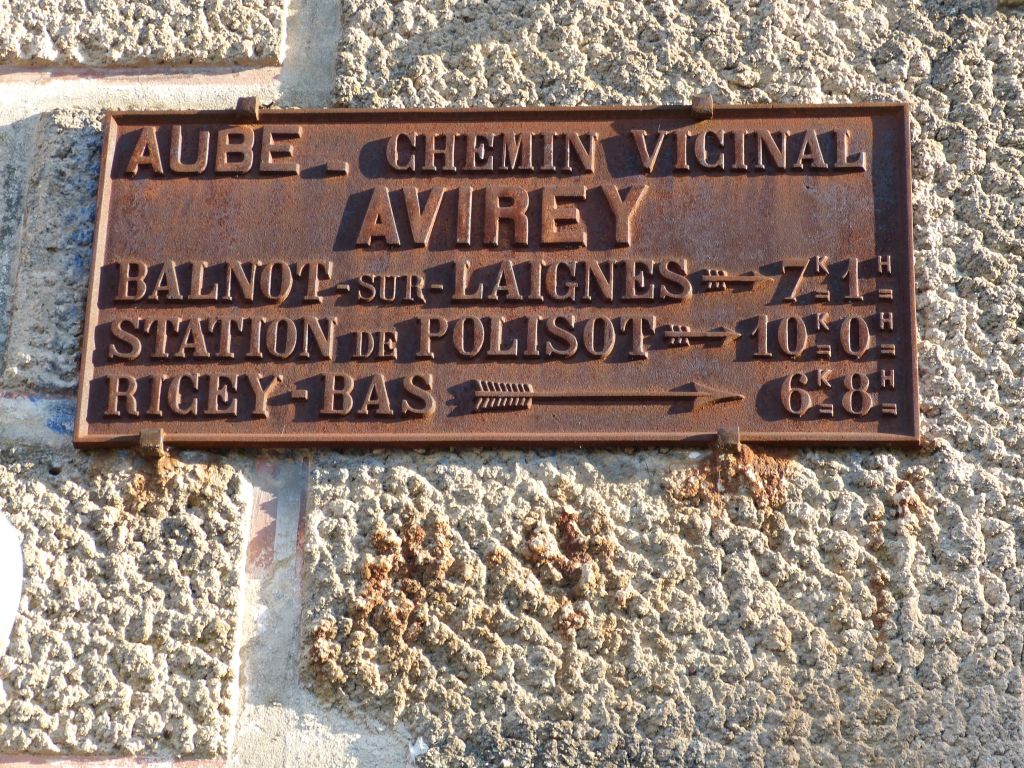 AUBE - CHEMIN VICINAL
AVIREY
BALNOT-SUR-LAIGNES 7K 1H
STATION DE POLISOT 10K 0H
RICEY-BAS 6K 8H